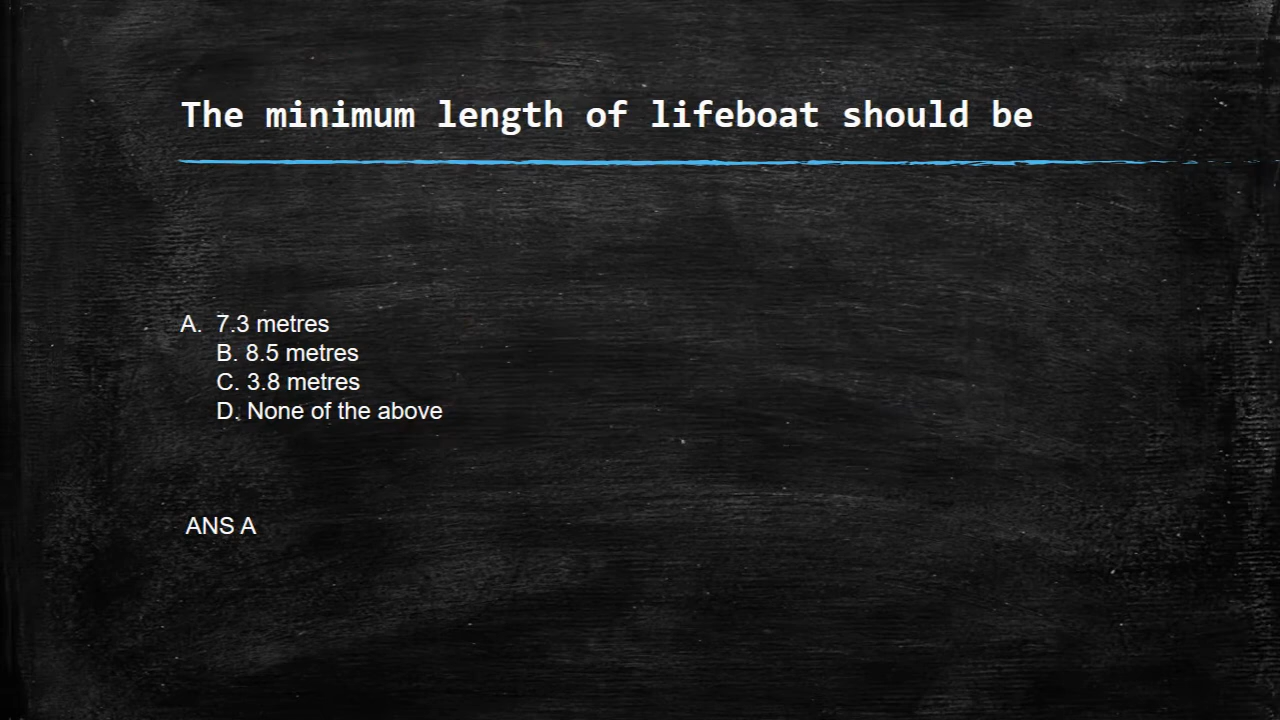 The minimum length of lifeboat should be
A. 7.3 metres
B. 8.5 metres
C. 3.8 metres
D. None of the above
ANS A